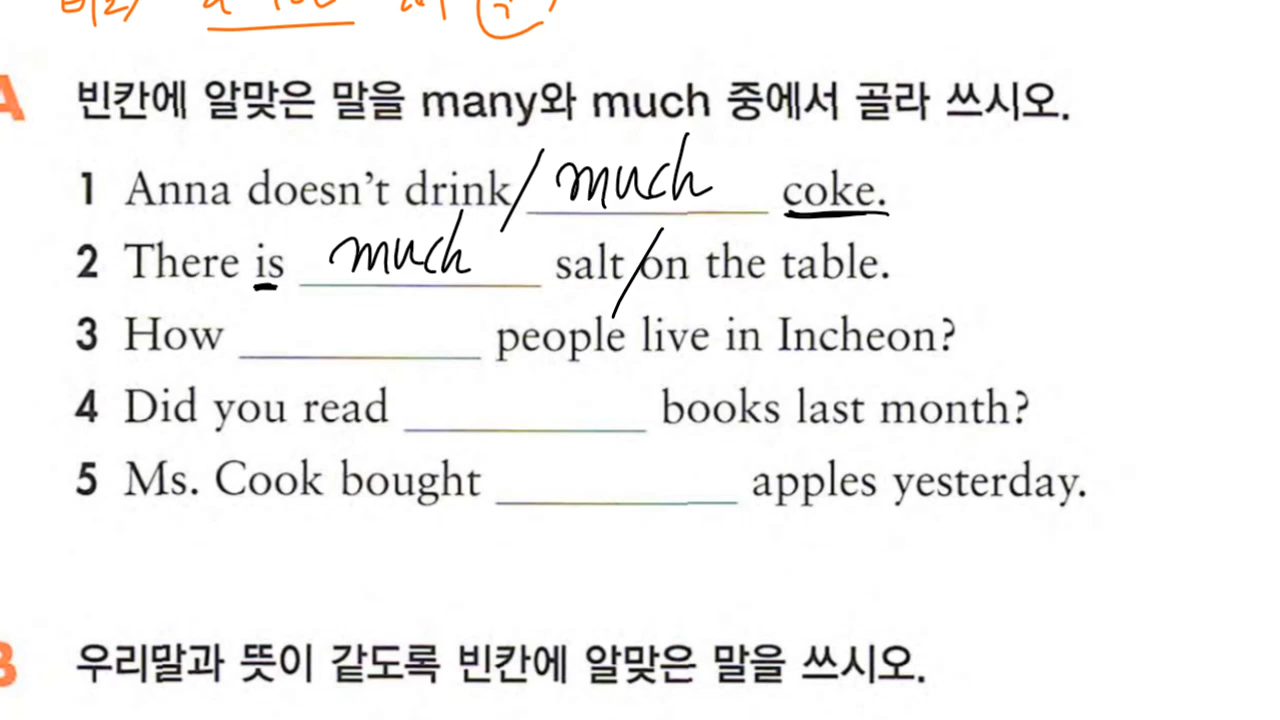 A 빈칸에 알맞은 말을 many와 much 중에서 골라 쓰시오.
1 Anna doesn't drink / much coke.
2 There is much salt / on the table.
3 How ________ people live in Incheon?
4 Did you read ________ books last month?
5 Ms. Cook bought ________ apples yesterday.
B 우리말과 뜻이 같도록 빈칸에 알맞은 말을 쓰시오.